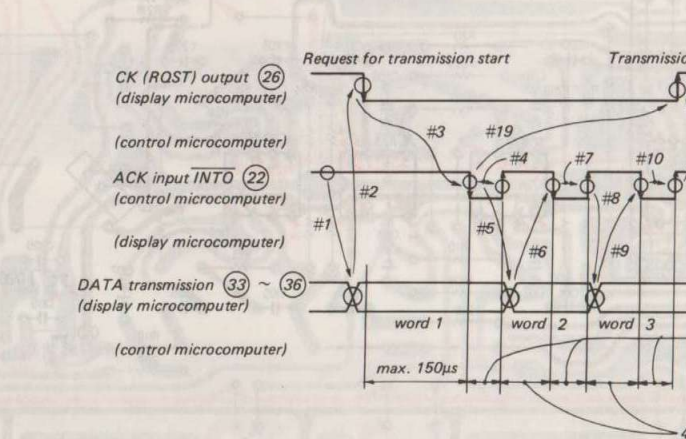 Request for transmission start
Transmissio
CK (RQST) output 26
(display microcomputer)
#3
#19
(control microcomputer)
#4
#7
#10
ACK input INTO 22
(control microcomputer)
#2
#8
#1
#5
#6
#9
(display microcomputer)
DATA transmission 33 ~ 36
(display microcomputer)
word 1
word 2
word 3
(control microcomputer)
max. 150μs